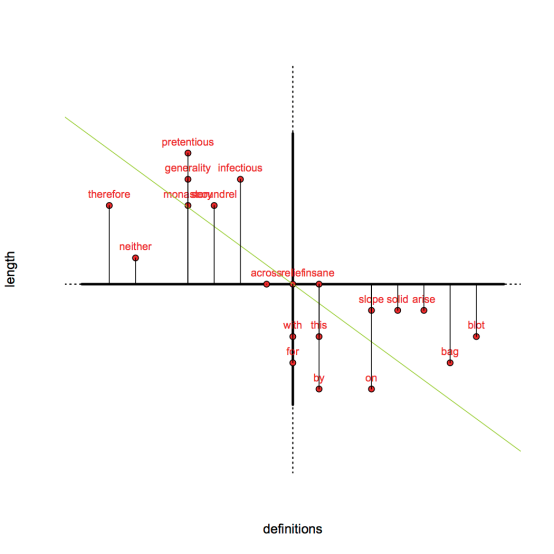 pretentious
generality
infectious
therefore
monastery
scoundrel
neither
across
relief
insane
slope
solid
arise
with
this
blot
for
bag
by
on
length
definitions